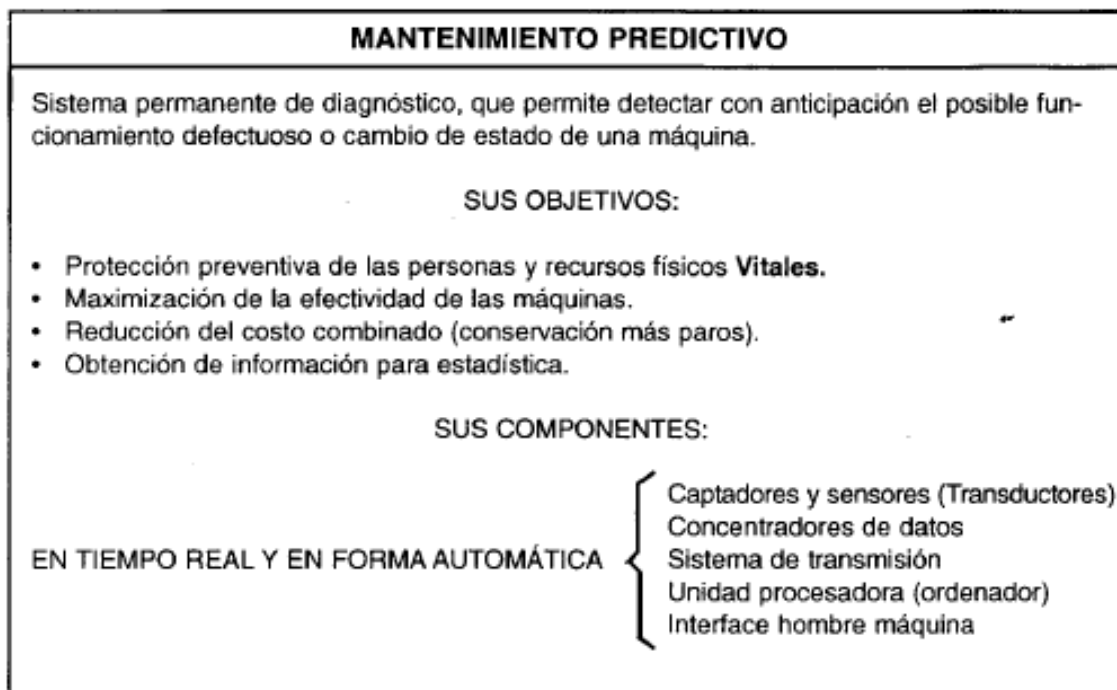 MANTENIMIENTO PREDICTIVO
Sistema permanente de diagnóstico, que permite detectar con anticipación el posible fun-
cionamiento defectuoso o cambio de estado de una máquina.
SUS OBJETIVOS:
• Protección preventiva de las personas y recursos físicos Vitales.
• Maximización de la efectividad de las máquinas.
• Reducción del costo combinado (conservación más paros).
• Obtención de información para estadística.
SUS COMPONENTES:
EN TIEMPO REAL Y EN FORMA AUTOMÁTICA
Captadores y sensores (Transductores)
Concentradores de datos
Sistema de transmisión
Unidad procesadora (ordenador)
Interface hombre máquina